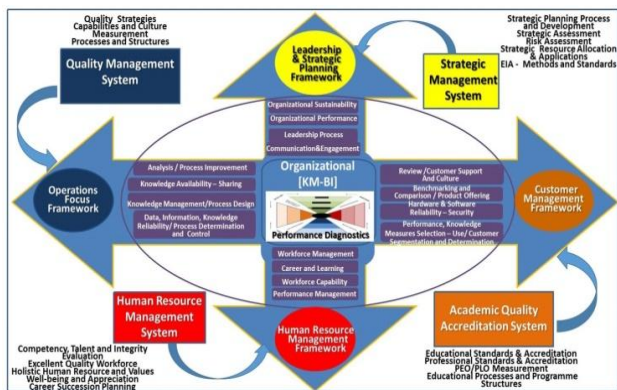 Quality Strategies
Capabilities and Culture
Measurement
Processes and Structures
Quality Management
System
Leadership
& Strategic
Planning
Framework
Strategic Planning Process
and Development
Strategic Assessment
Risk Assessment
Strategic Resource Allocation
& Applications
EIA - Methods and Standards
Strategic
Management
System
Organizational Sustainability
Organizational Performance
Leadership Process
Communication&Engagement
Operations
Focus
Framework
Analysis / Process Improvement
Knowledge Availability – Sharing
Knowledge Management/Process Design
Data, Information, Knowledge
Reliability/ Process Determination
and Control
Organizational
[KM-BI]
Performance Diagnostics
Review /Customer Support
And Culture
Benchmarking and
Comparison / Product Offering
Hardware & Software
Reliability – Security
Performance, Knowledge
Measures Selection – Use/ Customer
Segmentation and Determination
Customer
Management
Framework
Workforce Management
Career and Learning
Workforce Capability
Performance Management
Human Resource
Management
System
Human Resource
Management
Framework
Academic Quality
Accreditation System
Competency, Talent and Integrity
Evaluation
Excellent Quality Workforce
Holistic Human Resource and Values
Well-being and Appreciation
Career Succession Planning
Educational Standards & Accreditation
Professional Standards & Accreditation
PEO/PLO Measurement
Educational Processes and Programme
Structures